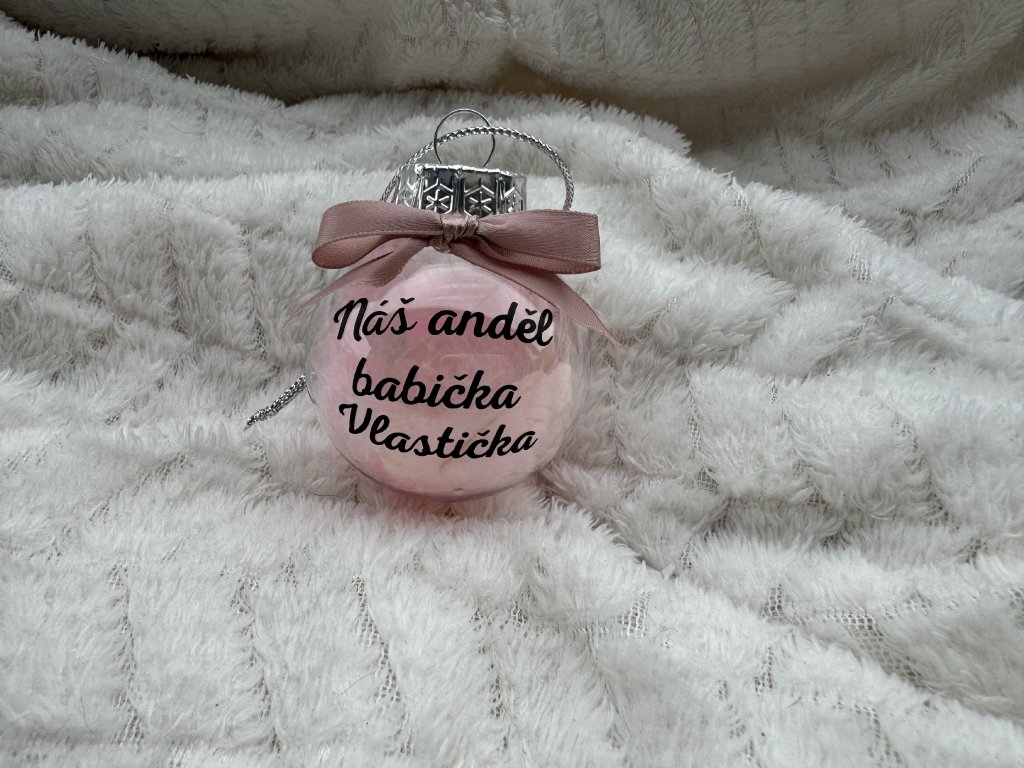 Náš anděl
babička
Vlastička